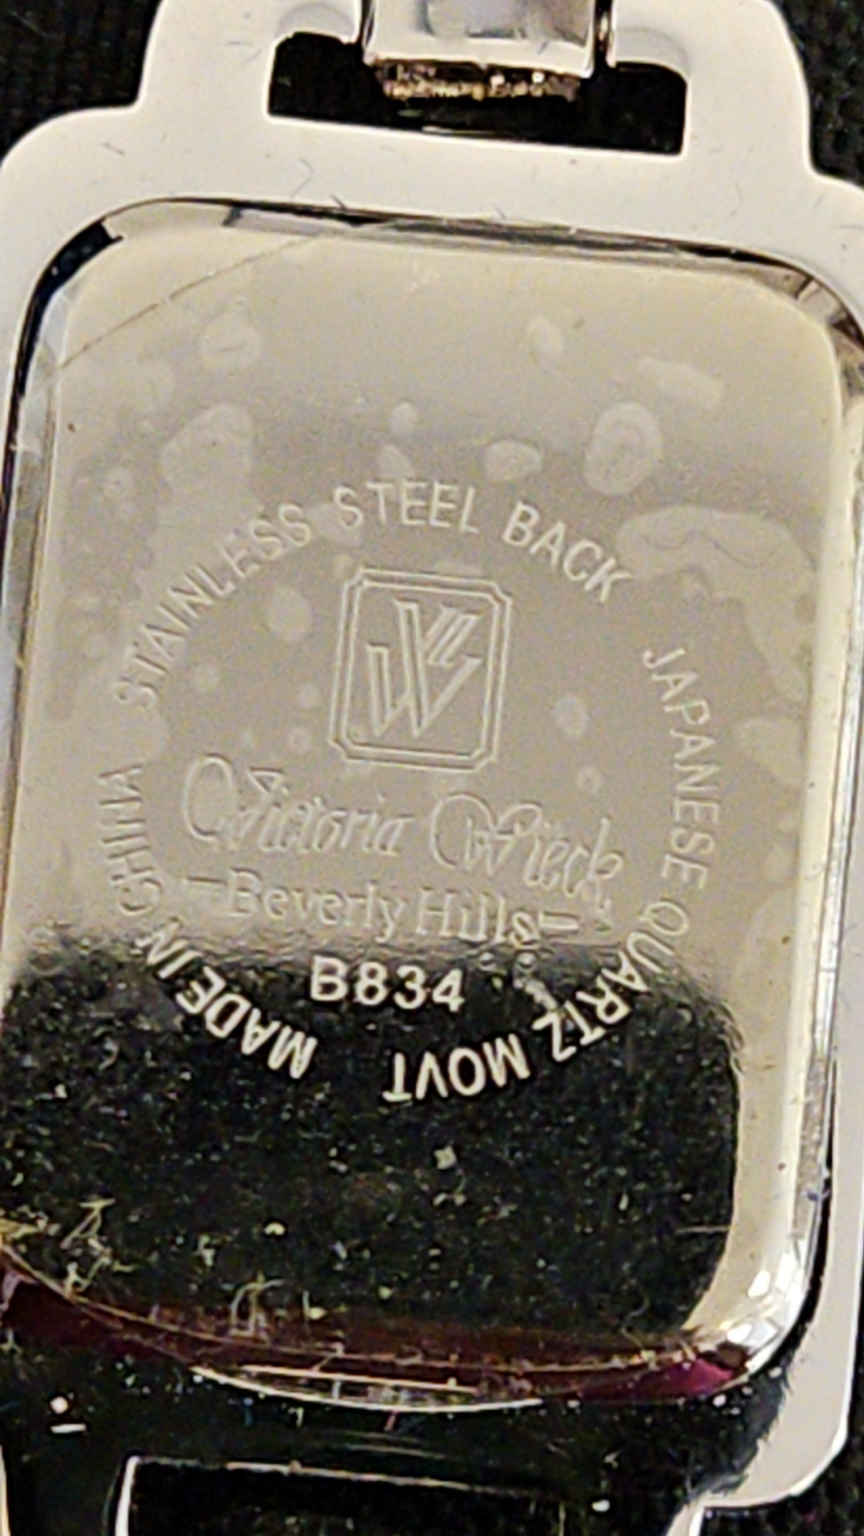 STAINLESS STEEL BACK
JAPANESE QUARTZ MOVT
MADE IN CHINA
VW
Victoria Wieck
-Beverly Hills-
B834